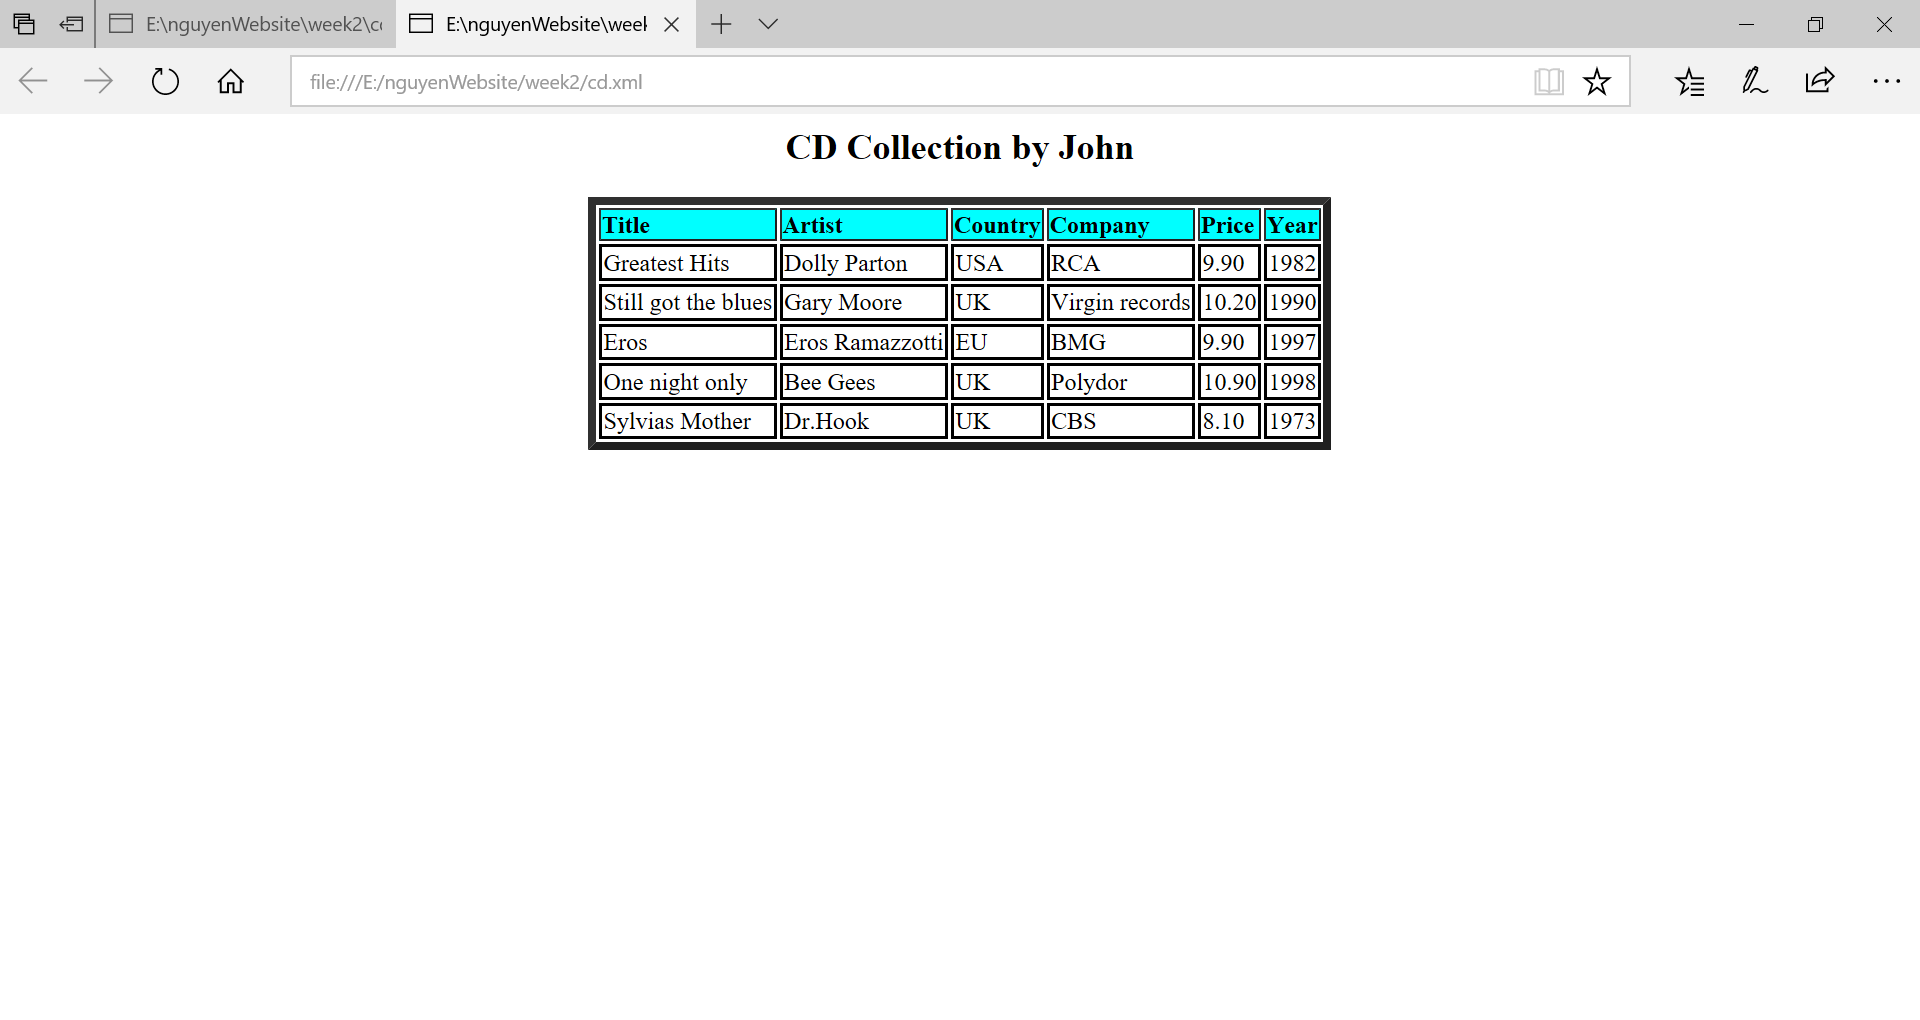 E:\nguyenWebsite\week2\c
E:\nguyenWebsite\week
file:///E:/nguyenWebsite/week2/cd.xml
CD Collection by John
Title Artist Country Company Price Year
Greatest Hits Dolly Parton USA RCA 9.90 1982
Still got the blues Gary Moore UK Virgin records 10.20 1990
Eros Eros Ramazzotti EU BMG 9.90 1997
One night only Bee Gees UK Polydor 10.90 1998
Sylvias Mother Dr.Hook UK CBS 8.10 1973